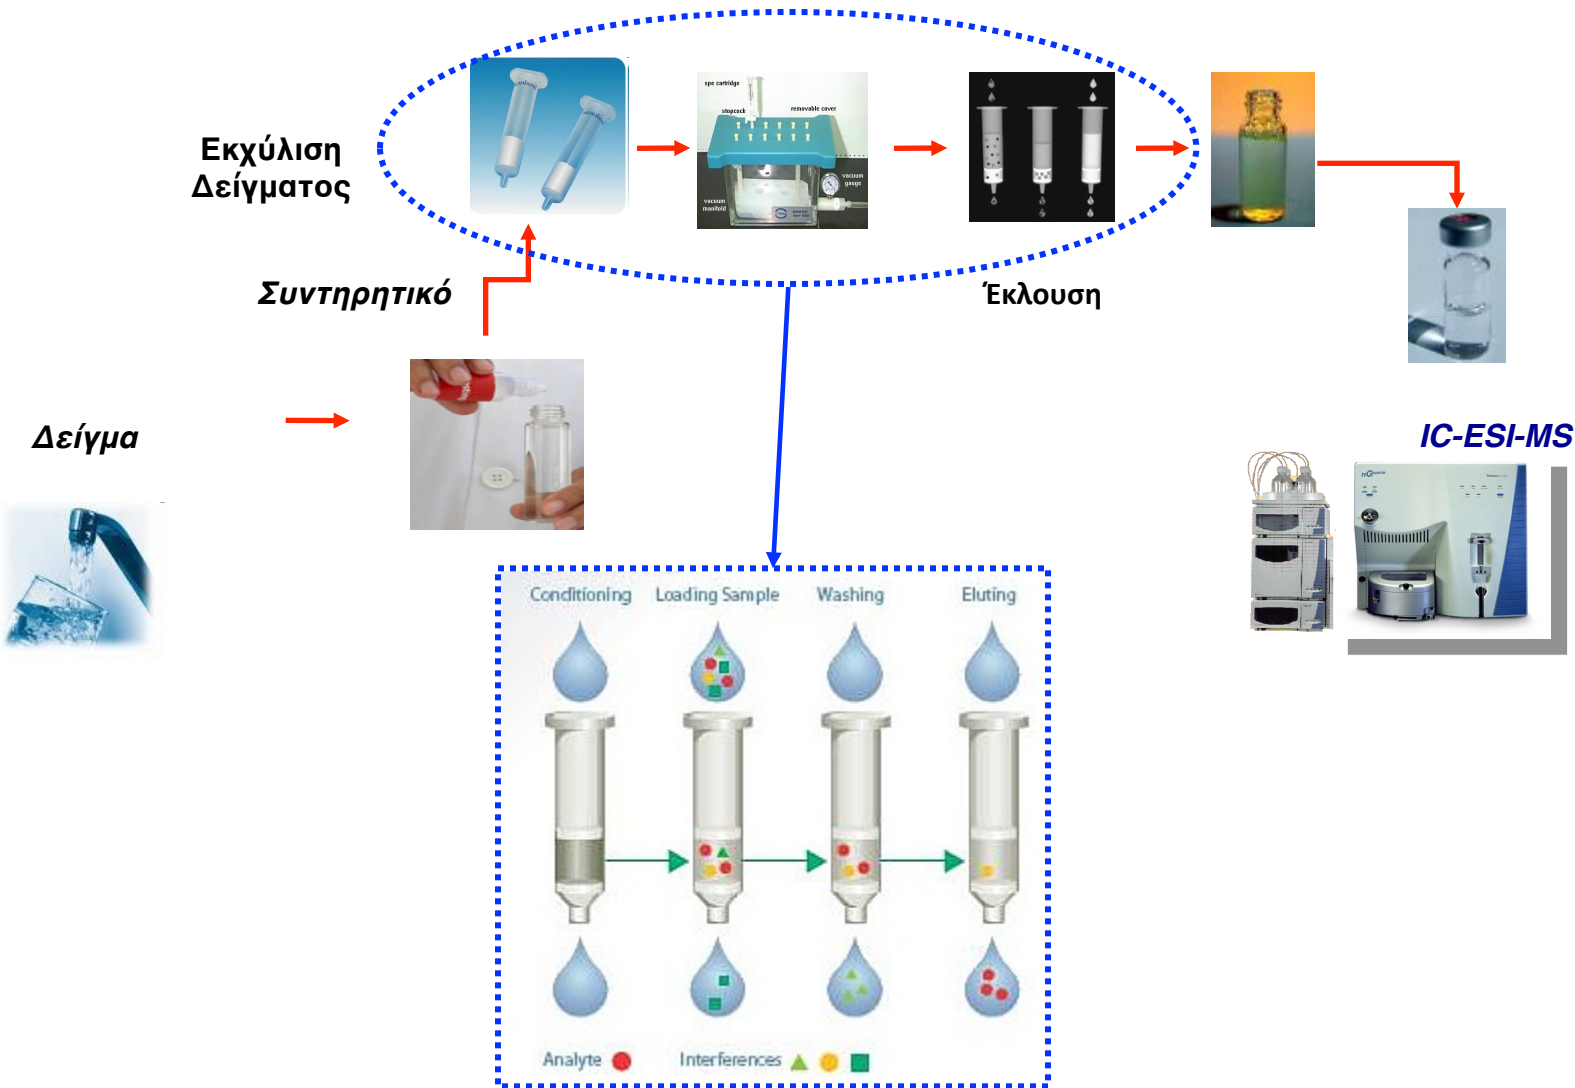 spe cartridge
stopcock
removable cover
vacuum
gauge
vacuum
manifold
Εκχύλιση
Δείγματος
Συντηρητικό
Έκλουση
Δείγμα
IC-ESI-MS
Conditioning
Loading Sample
Washing
Eluting
Analyte
Interferences